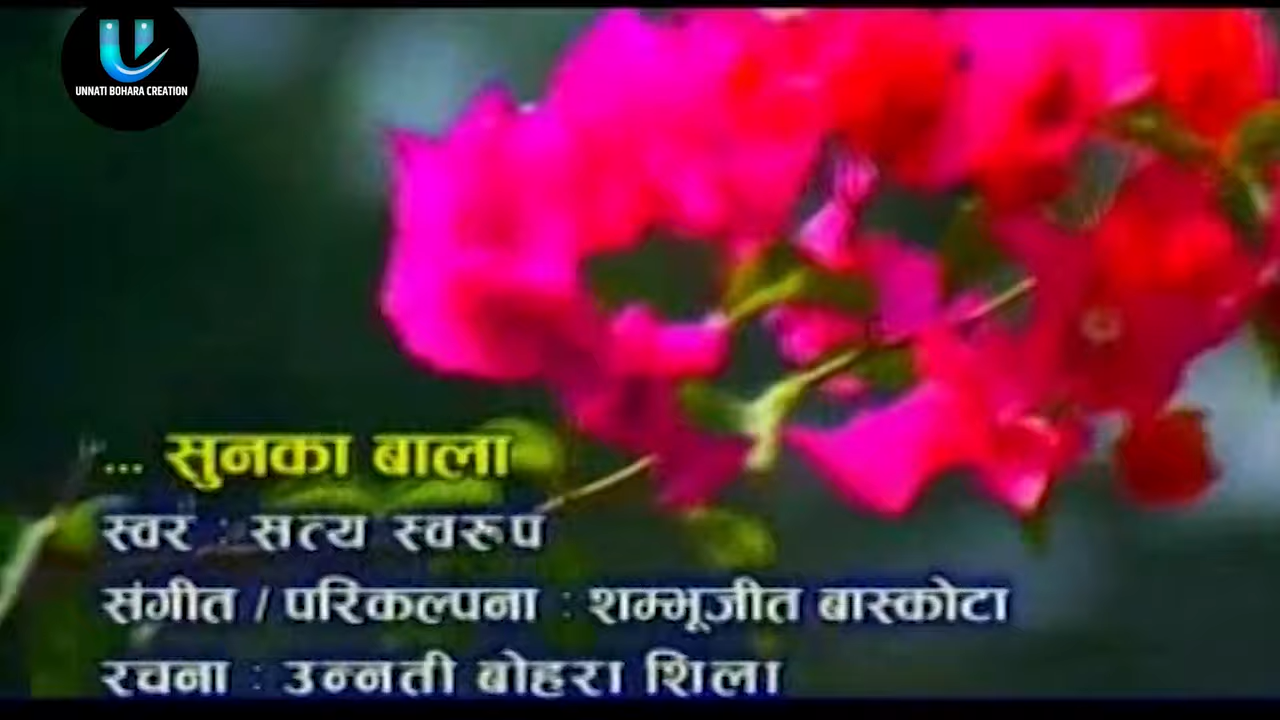 UNNATI BOHARA CREATION
... सुनका बाला
स्वर : सत्य स्वरुप
संगीत / परिकल्पना : शम्भूजीत बास्कोटा
रचना : उन्नती बोहरा शिला